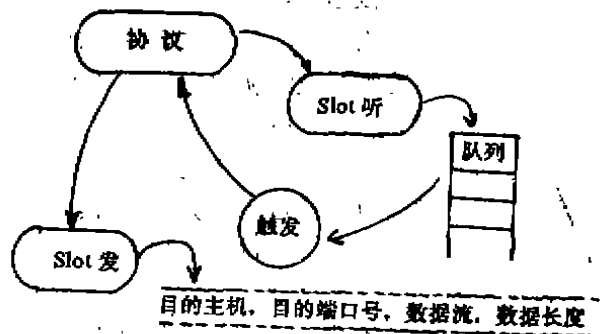 协议
Slot 听
队列
触发
Slot 发
目的主机，目的端口号，数据流，数据长度